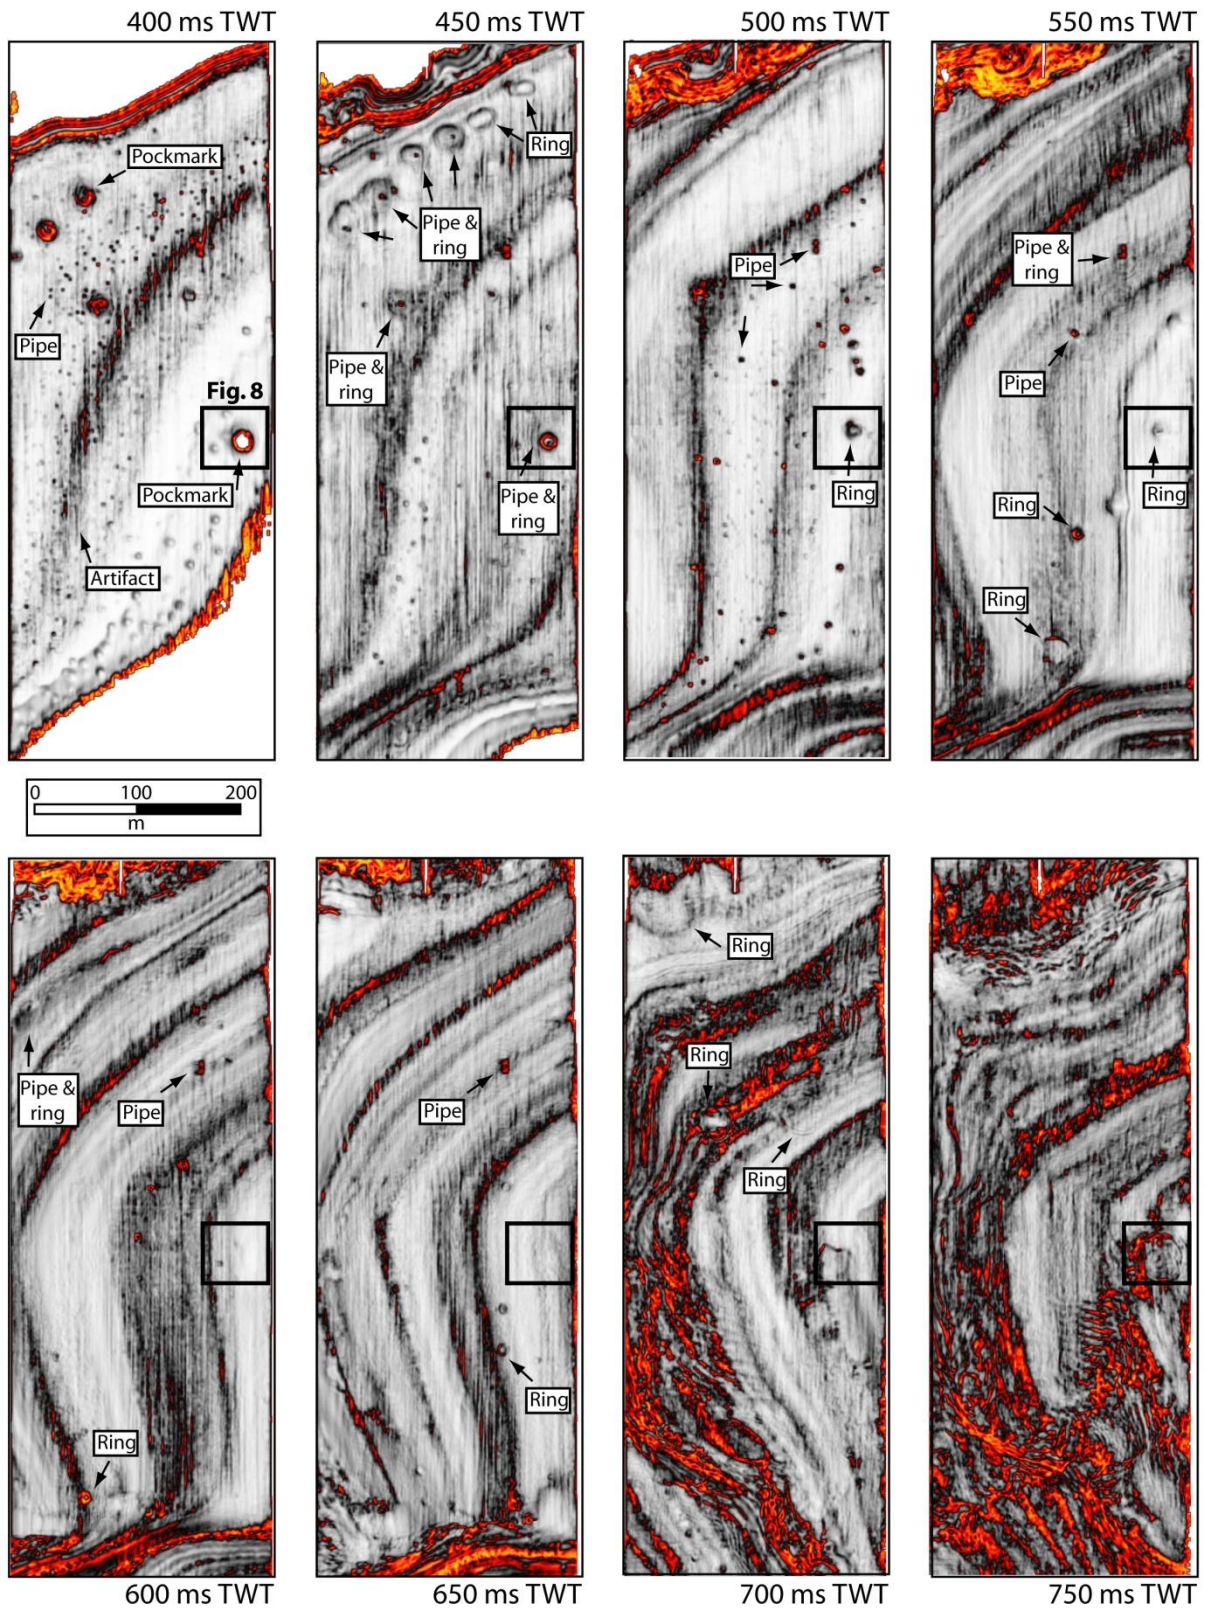 400 ms TWT
450 ms TWT
500 ms TWT
550 ms TWT
Pockmark
Pipe
Fig. 8
Pockmark
Artifact
Ring
Pipe &
ring
Pipe &
ring
Pipe &
ring
Pipe
Ring
Pipe &
ring
Pipe
Ring
Ring
Ring
0 100 200
m
Pipe &
ring
Pipe
Ring
Pipe
Ring
Ring
Ring
Ring
600 ms TWT
650 ms TWT
700 ms TWT
750 ms TWT